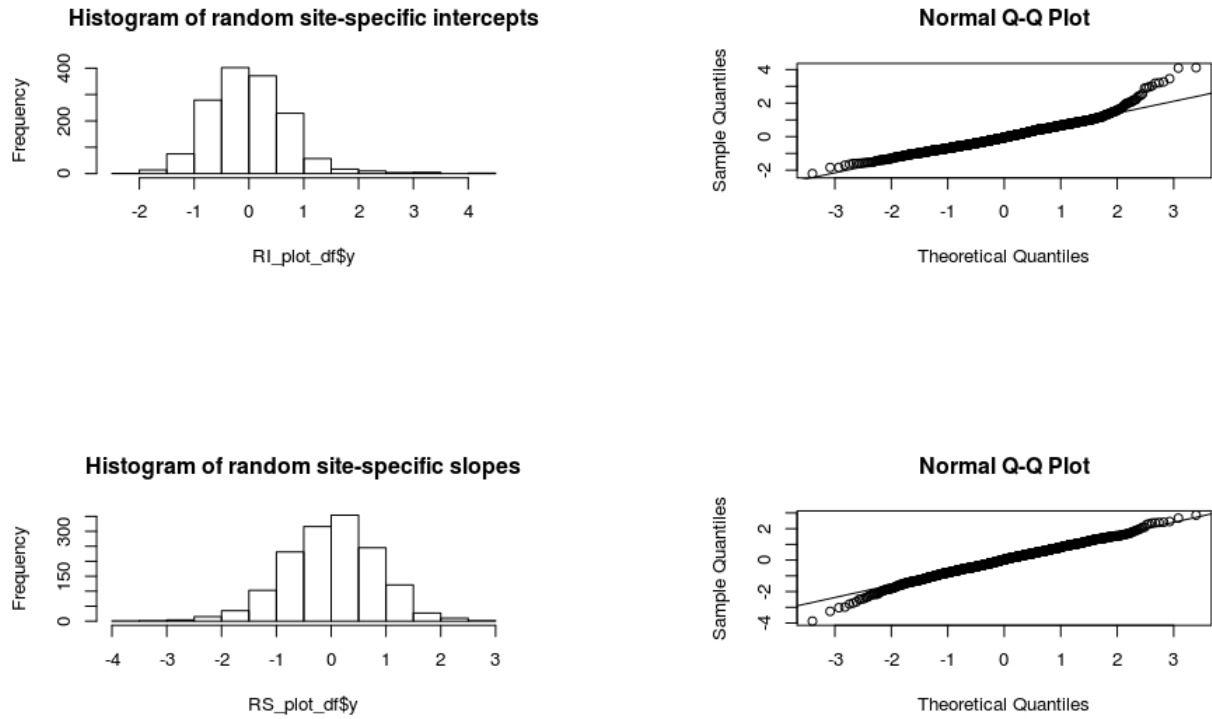 Histogram of random site-specific intercepts
Frequency
0 200 400
-2 -1 0 1 2 3 4
RI_plot_df$y
Normal Q-Q Plot
Sample Quantiles
-2 0 2 4
-3 -2 -1 0 1 2 3
Theoretical Quantiles
Histogram of random site-specific slopes
Frequency
0 150 300
-4 -3 -2 -1 0 1 2 3
RS_plot_df$y
Normal Q-Q Plot
Sample Quantiles
-4 -2 0 2
-3 -2 -1 0 1 2 3
Theoretical Quantiles